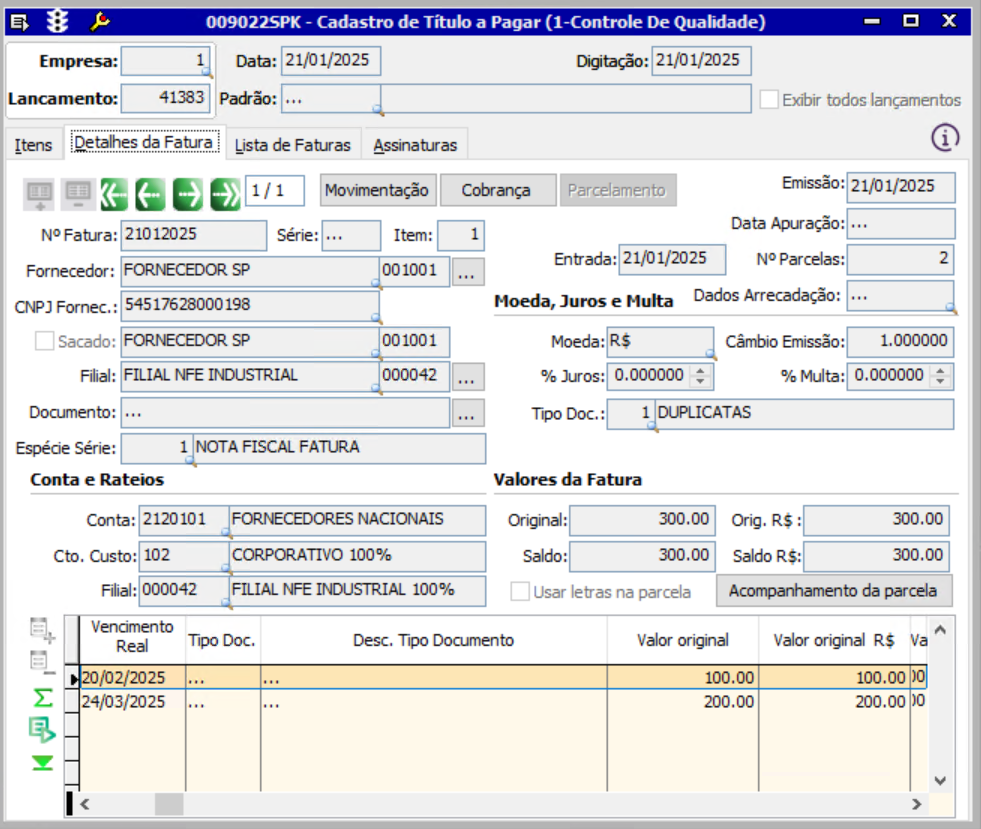 009022SPK - Cadastro de Título a Pagar (1-Controle De Qualidade)
Empresa: 1 Data: 21/01/2025 Digitação: 21/01/2025
Lancamento: 41383 Padrão: ... Exibir todos lançamentos
Itens Detalhes da Fatura Lista de Faturas Assinaturas
1 / 1 Movimentação Cobrança Parcelamento Emissão: 21/01/2025
Data Apuração: ...
Nº Fatura: 21012025 Série: ... Item: 1
Entrada: 21/01/2025 Nº Parcelas: 2
Fornecedor: FORNECEDOR SP 001001 ...
Moeda, Juros e Multa Dados Arrecadação: ...
CNPJ Fornec.: 54517628000198
Sacado: FORNECEDOR SP 001001
Moeda: R$ Câmbio Emissão: 1.000000
Filial: FILIAL NFE INDUSTRIAL 000042 ...
% Juros: 0.000000 % Multa: 0.000000
Documento: ... ...
Tipo Doc.: 1 DUPLICATAS
Espécie Série: 1 NOTA FISCAL FATURA
Conta e Rateios Valores da Fatura
Conta: 2120101 FORNECEDORES NACIONAIS Original: 300.00 Orig. R$ : 300.00
Cto. Custo: 102 CORPORATIVO 100% Saldo: 300.00 Saldo R$: 300.00
Filial: 000042 FILIAL NFE INDUSTRIAL 100% Usar letras na parcela Acompanhamento da parcela
Vencimento Real Tipo Doc. Desc. Tipo Documento Valor original Valor original R$ Va
20/02/2025 ... ... 100.00 100.00 00
24/03/2025 ... ... 200.00 200.00 00